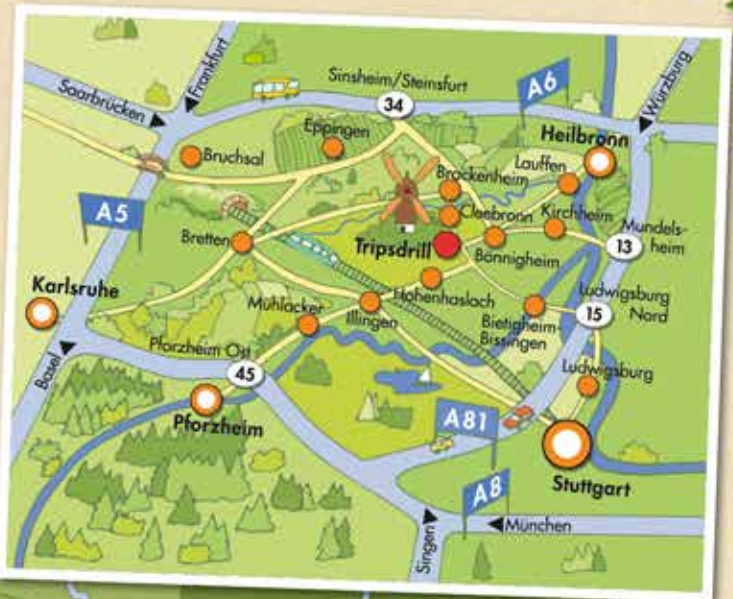 Frankfurt
Saarbrücken
Sinsheim/Steinsfurt
34
A6
Würzburg
Eppingen
Bruchsal
Heilbronn
Lauffen
Brackenheim
A5
Cleebronn
Kirchheim
Mundels-
heim
13
Bretten
Tripsdrill
Bönnigheim
Karlsruhe
Mühlacker
Illingen
Hohenhaslach
Bietigheim-
Bissingen
Ludwigsburg
Nord
15
Basel
Pforzheim Ost
45
Ludwigsburg
Pforzheim
A81
Stuttgart
A8
München
Singen